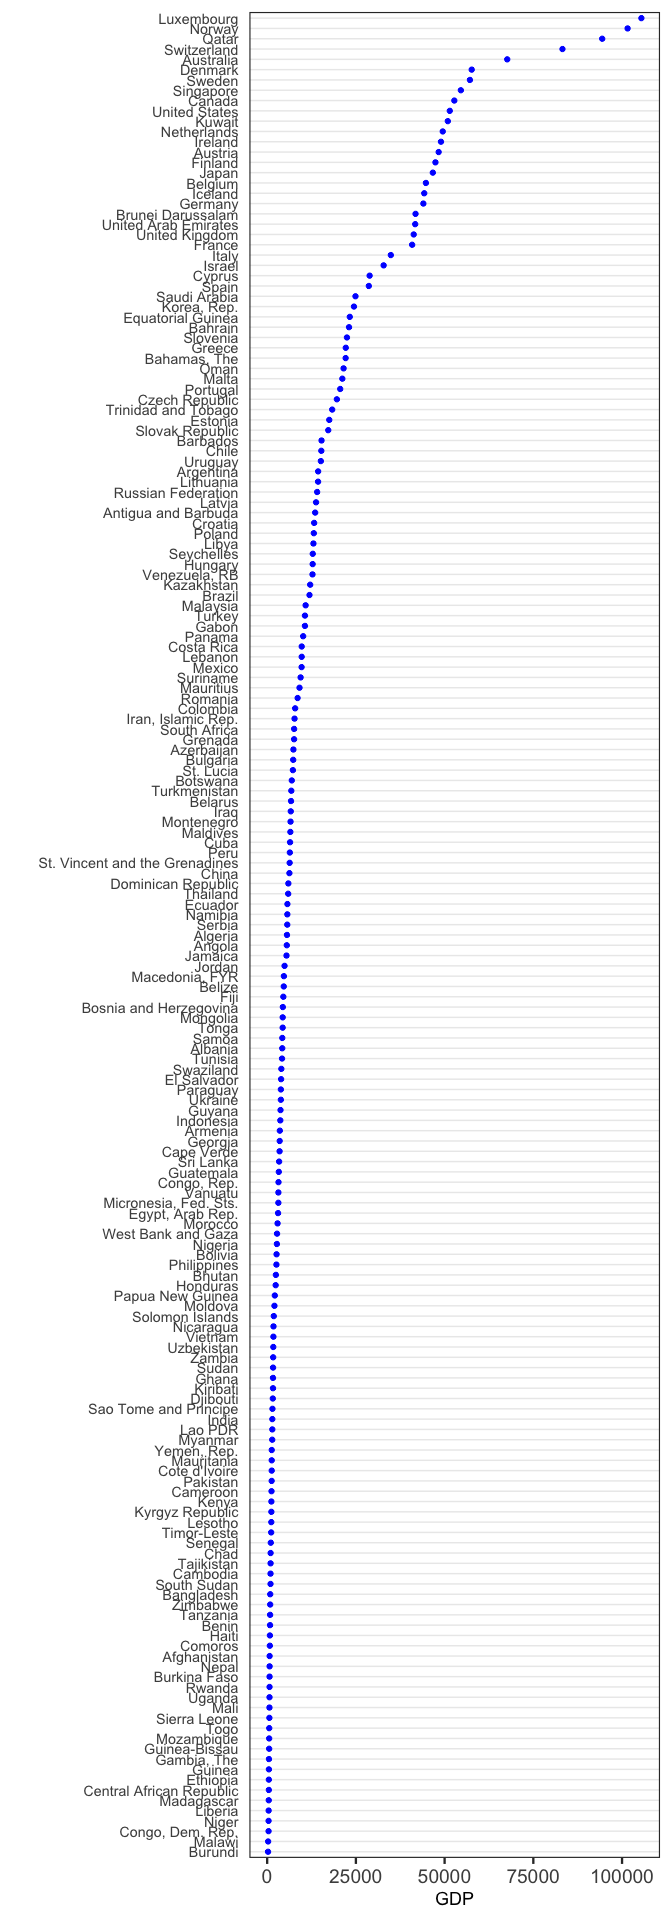 Luxembourg
Norway
Qatar
Switzerland
Australia
Denmark
Sweden
Singapore
Canada
United States
Kuwait
Netherlands
Ireland
Austria
Finland
Japan
Belgium
Iceland
Germany
Brunei Darussalam
United Arab Emirates
United Kingdom
France
Italy
Israel
Cyprus
Spain
Saudi Arabia
Korea, Rep.
Equatorial Guinea
Bahrain
Slovenia
Greece
Bahamas, The
Oman
Malta
Portugal
Czech Republic
Trinidad and Tobago
Estonia
Slovak Republic
Barbados
Chile
Uruguay
Argentina
Lithuania
Russian Federation
Latvia
Antigua and Barbuda
Croatia
Poland
Libya
Seychelles
Hungary
Venezuela, RB
Kazakhstan
Brazil
Malaysia
Turkey
Gabon
Panama
Costa Rica
Lebanon
Mexico
Suriname
Mauritius
Romania
Colombia
Iran, Islamic Rep.
South Africa
Grenada
Azerbaijan
Bulgaria
St. Lucia
Botswana
Turkmenistan
Belarus
Iraq
Montenegro
Maldives
Cuba
Peru
St. Vincent and the Grenadines
China
Dominican Republic
Thailand
Ecuador
Namibia
Serbia
Algeria
Angola
Jamaica
Jordan
Macedonia, FYR
Belize
Fiji
Bosnia and Herzegovina
Mongolia
Tonga
Samoa
Albania
Tunisia
Swaziland
El Salvador
Paraguay
Ukraine
Guyana
Indonesia
Armenia
Georgia
Cape Verde
Sri Lanka
Guatemala
Congo, Rep.
Vanuatu
Micronesia, Fed. Sts.
Egypt, Arab Rep.
Morocco
West Bank and Gaza
Nigeria
Bolivia
Philippines
Bhutan
Honduras
Papua New Guinea
Moldova
Solomon Islands
Nicaragua
Vietnam
Uzbekistan
Zambia
Sudan
Ghana
Kiribati
Djibouti
Sao Tome and Principe
India
Lao PDR
Myanmar
Yemen, Rep.
Mauritania
Cote d'Ivoire
Pakistan
Cameroon
Kenya
Kyrgyz Republic
Lesotho
Timor-Leste
Senegal
Chad
Tajikistan
Cambodia
South Sudan
Bangladesh
Zimbabwe
Tanzania
Benin
Haiti
Comoros
Afghanistan
Nepal
Burkina Faso
Rwanda
Uganda
Mali
Sierra Leone
Togo
Mozambique
Guinea-Bissau
Gambia, The
Guinea
Ethiopia
Central African Republic
Madagascar
Liberia
Niger
Congo, Dem. Rep.
Malawi
Burundi
0 25000 50000 75000 100000
GDP